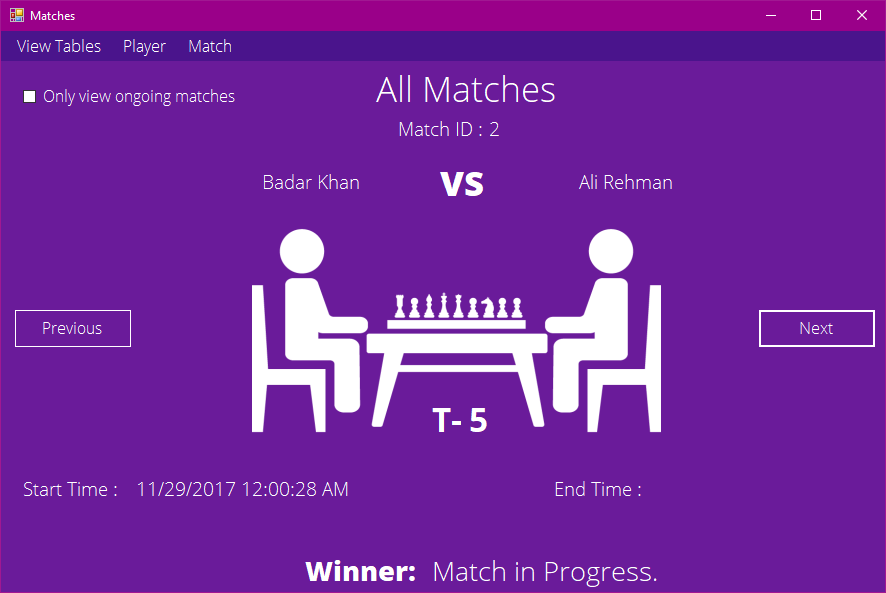 Matches
View Tables Player Match
Only view ongoing matches
All Matches
Match ID : 2
Badar Khan VS Ali Rehman
Previous
Next
T- 5
Start Time : 11/29/2017 12:00:28 AM End Time :
Winner: Match in Progress.